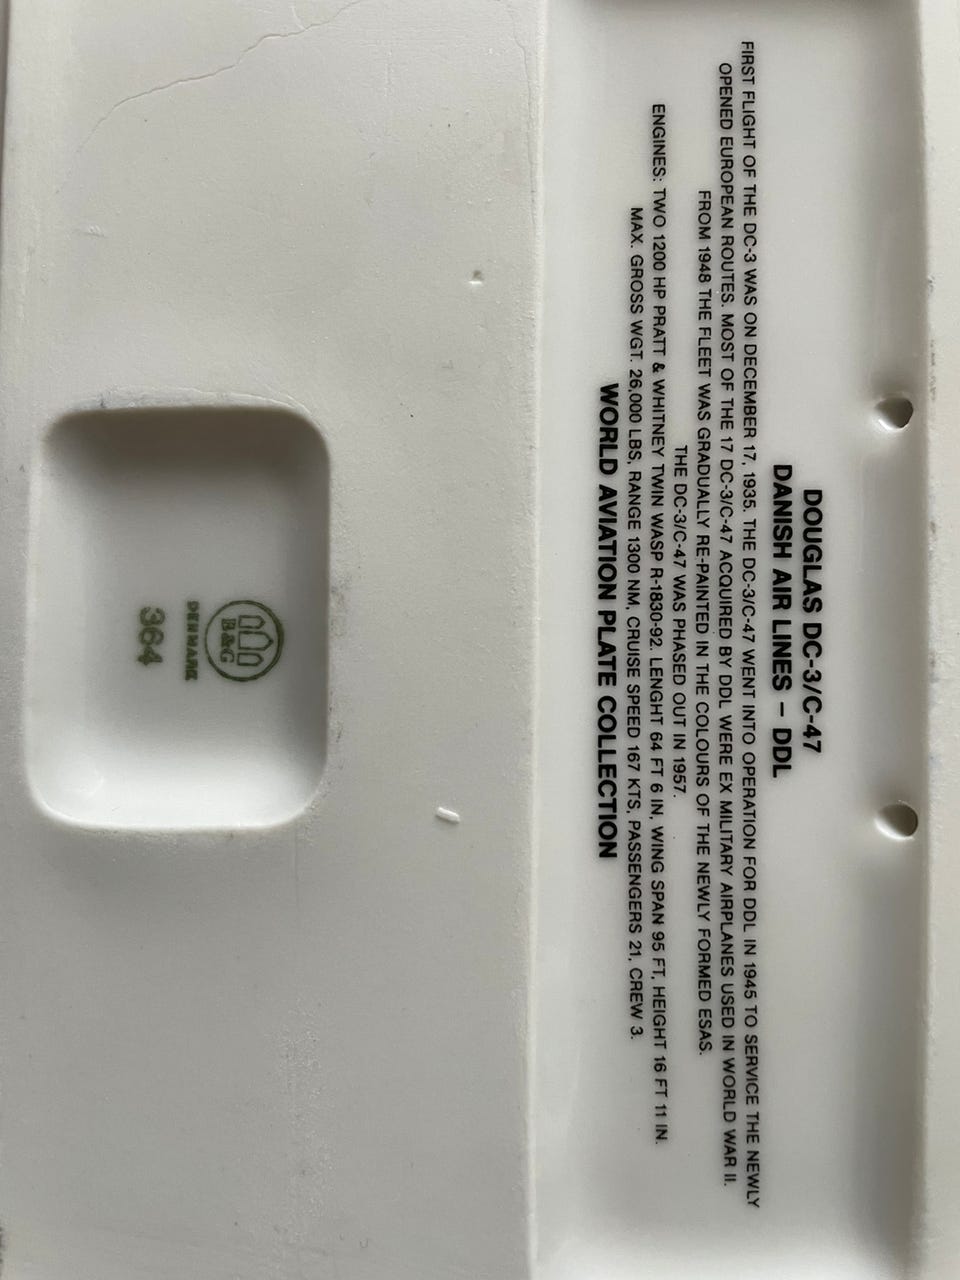 DOUGLAS DC-3/C-47
DANISH AIR LINES – DDL
FIRST FLIGHT OF THE DC-3 WAS ON DECEMBER 17, 1935. THE DC-3/C-47 WENT INTO OPERATION FOR DDL IN 1945 TO SERVICE THE NEWLY
OPENED EUROPEAN ROUTES. MOST OF THE 17 DC-3/C-47 ACQUIRED BY DDL WERE EX MILITARY AIRPLANES USED IN WORLD WAR II.
FROM 1948 THE FLEET WAS GRADUALLY RE-PAINTED IN THE COLOURS OF THE NEWLY FORMED ESAS.
THE DC-3/C-47 WAS PHASED OUT IN 1957.
ENGINES: TWO 1200 HP PRATT & WHITNEY TWIN WASP R-1830-92. LENGHT 64 FT 6 IN, WING SPAN 95 FT, HEIGHT 16 FT 11 IN.
MAX. GROSS WGT. 26,000 LBS, RANGE 1300 NM, CRUISE SPEED 167 KTS, PASSENGERS 21, CREW 3.
WORLD AVIATION PLATE COLLECTION
B&G
DENMARK
364